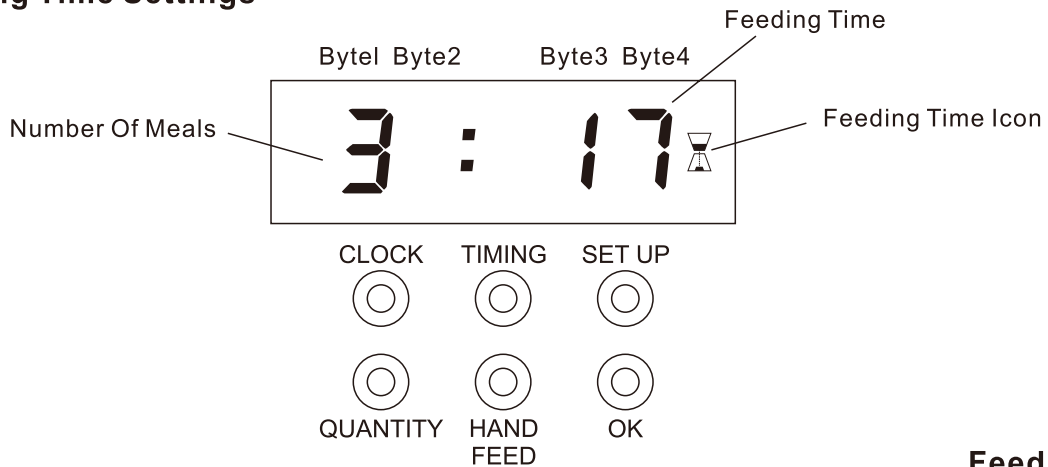 ng Time Settings
Feeding Time
Bytel Byte2 Byte3 Byte4
Number Of Meals
3 : 17
Feeding Time Icon
CLOCK TIMING SET UP
QUANTITY HAND FEED OK
Feed